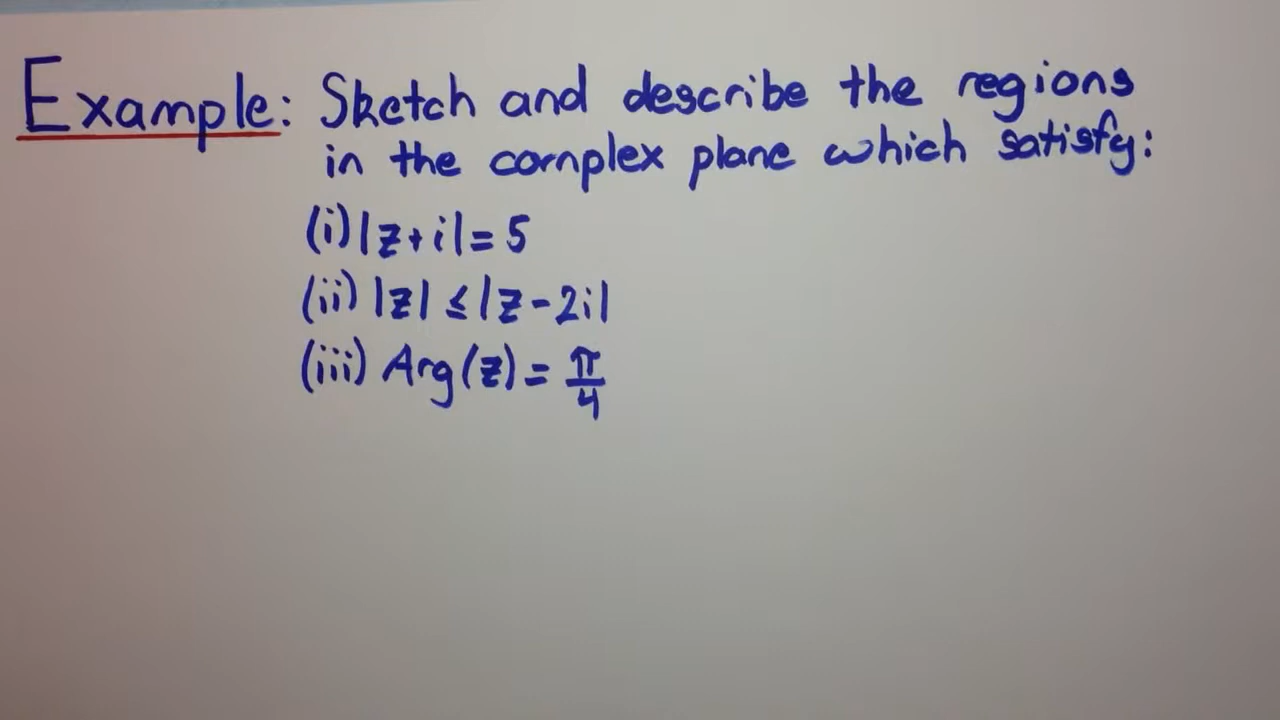 Example: Sketch and describe the regions
in the complex plane which satisfy:
(i) |z+i| = 5
(ii) |z| ≤ |z - 2i|
(iii) Arg(z) = π/4